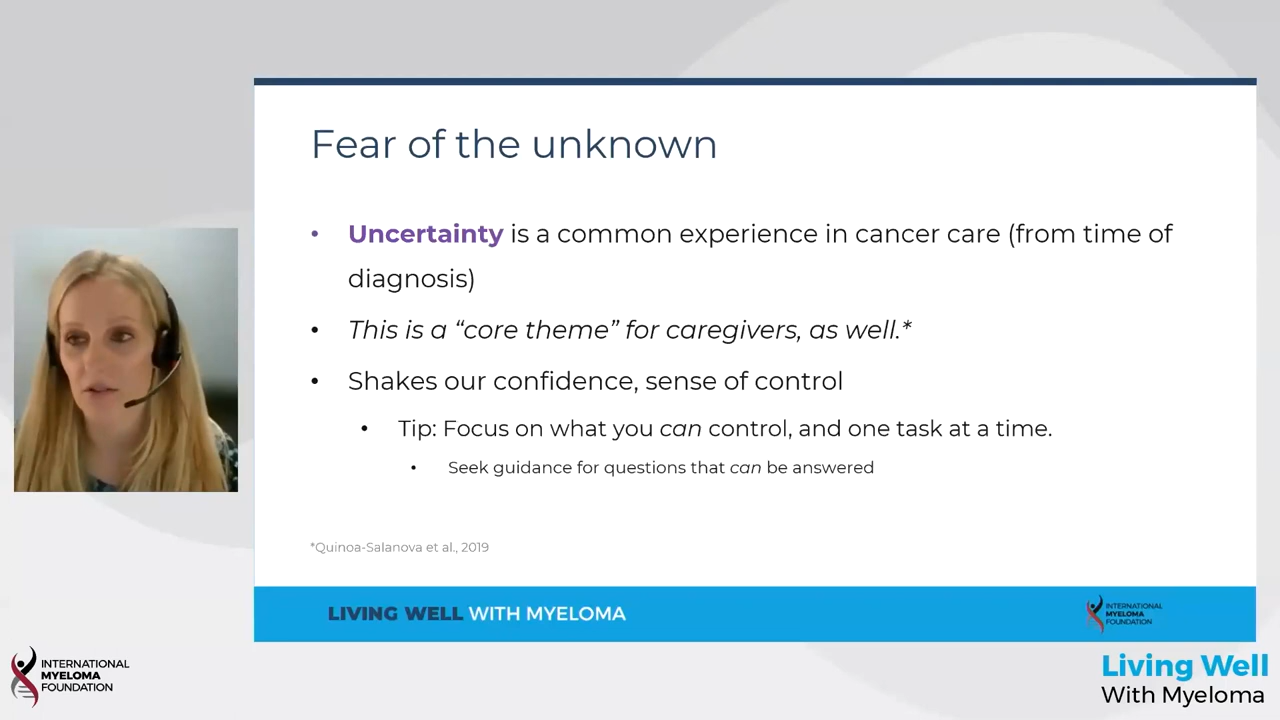 Fear of the unknown
• Uncertainty is a common experience in cancer care (from time of
diagnosis)
• This is a “core theme” for caregivers, as well.*
• Shakes our confidence, sense of control
• Tip: Focus on what you can control, and one task at a time.
• Seek guidance for questions that can be answered
*Quinoa-Salanova et al., 2019
LIVING WELL WITH MYELOMA
INTERNATIONAL
MYELOMA
FOUNDATION
INTERNATIONAL
MYELOMA
FOUNDATION
Living Well
With Myeloma